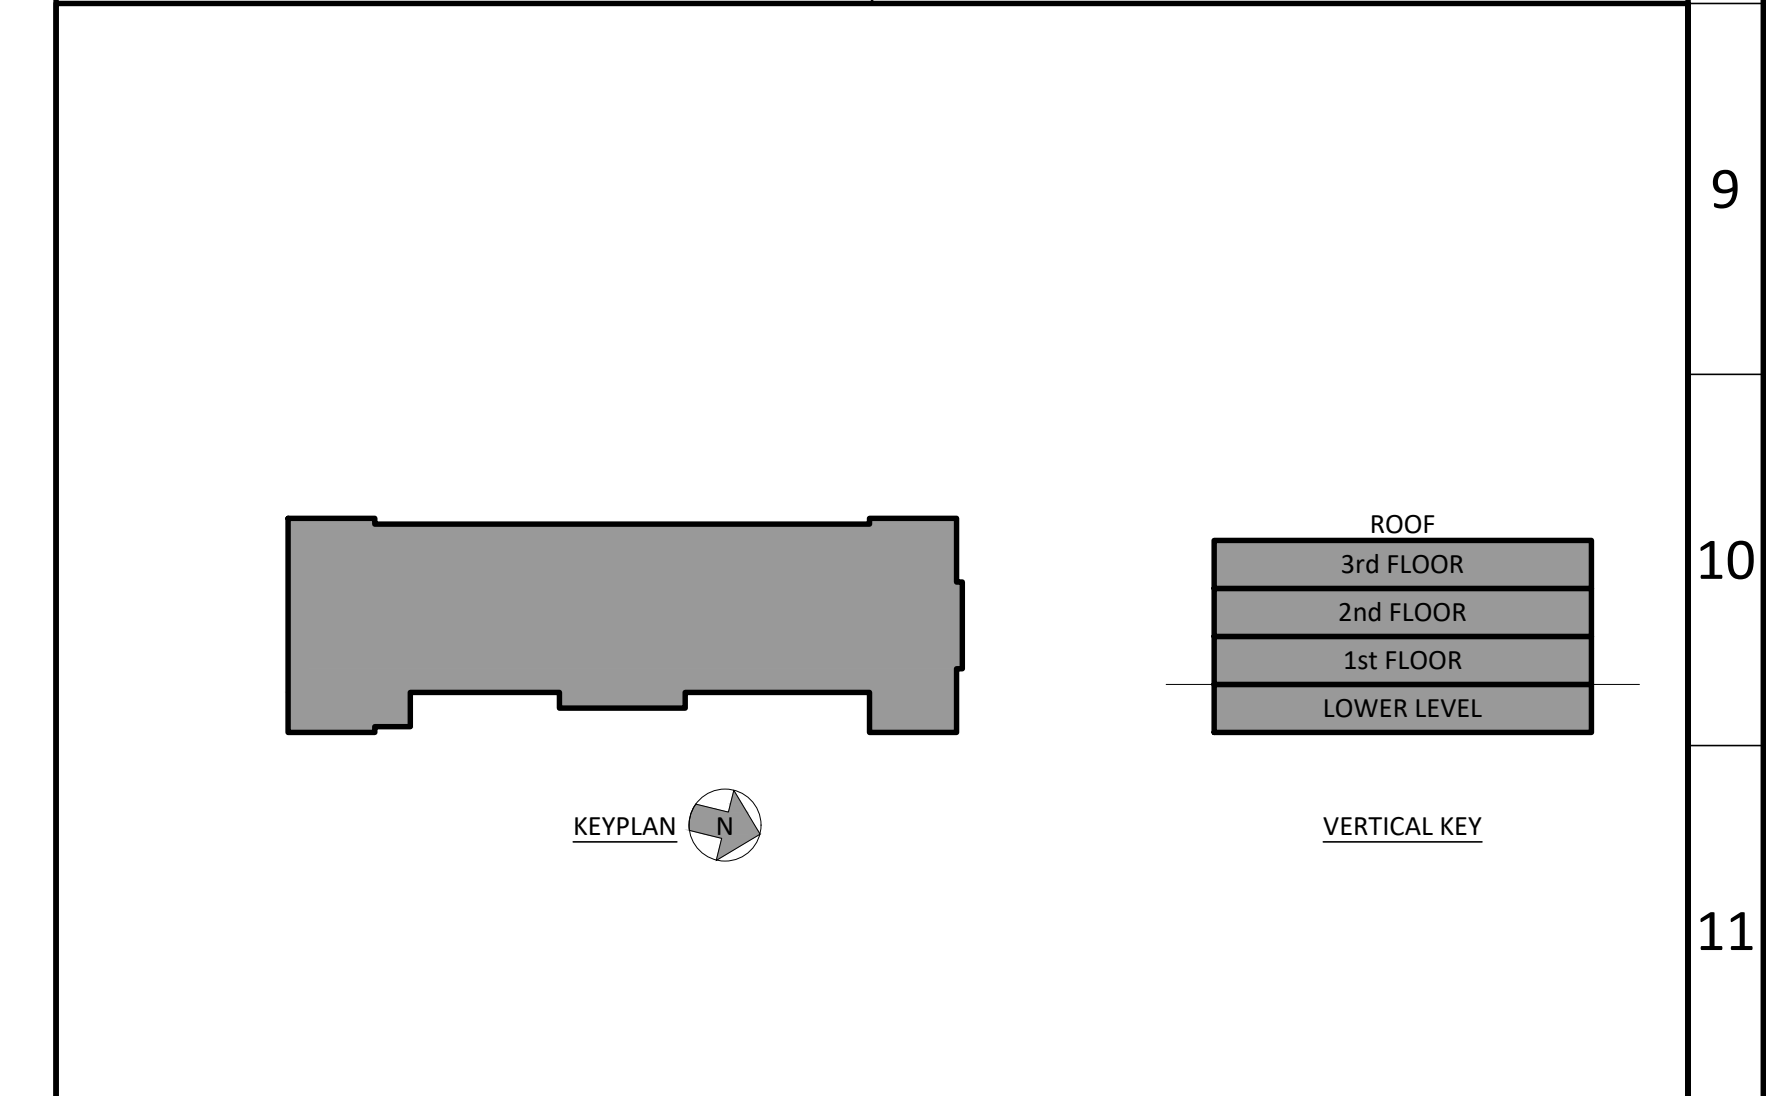 9
ROOF
3rd FLOOR
10
2nd FLOOR
1st FLOOR
LOWER LEVEL
KEYPLAN N
VERTICAL KEY
11